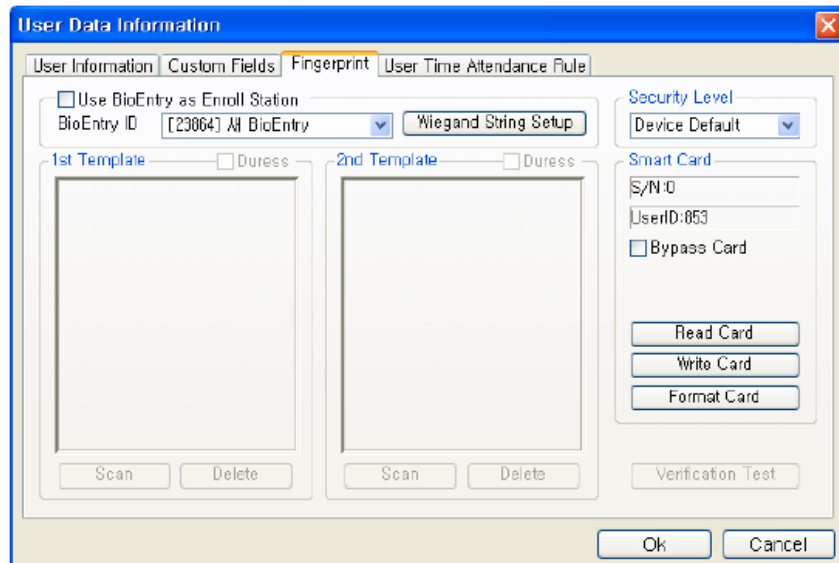 User Data Information
User Information Custom Fields Fingerprint User Time Attendance Rule
Use BioEntry as Enroll Station
BioEntry ID [23864] 새 BioEntry Wiegand String Setup
Security Level
Device Default
1st Template Duress
2nd Template Duress
Smart Card
S/N:0
UserID:853
Bypass Card
Read Card
Write Card
Format Card
Scan Delete Scan Delete Verification Test
Ok Cancel